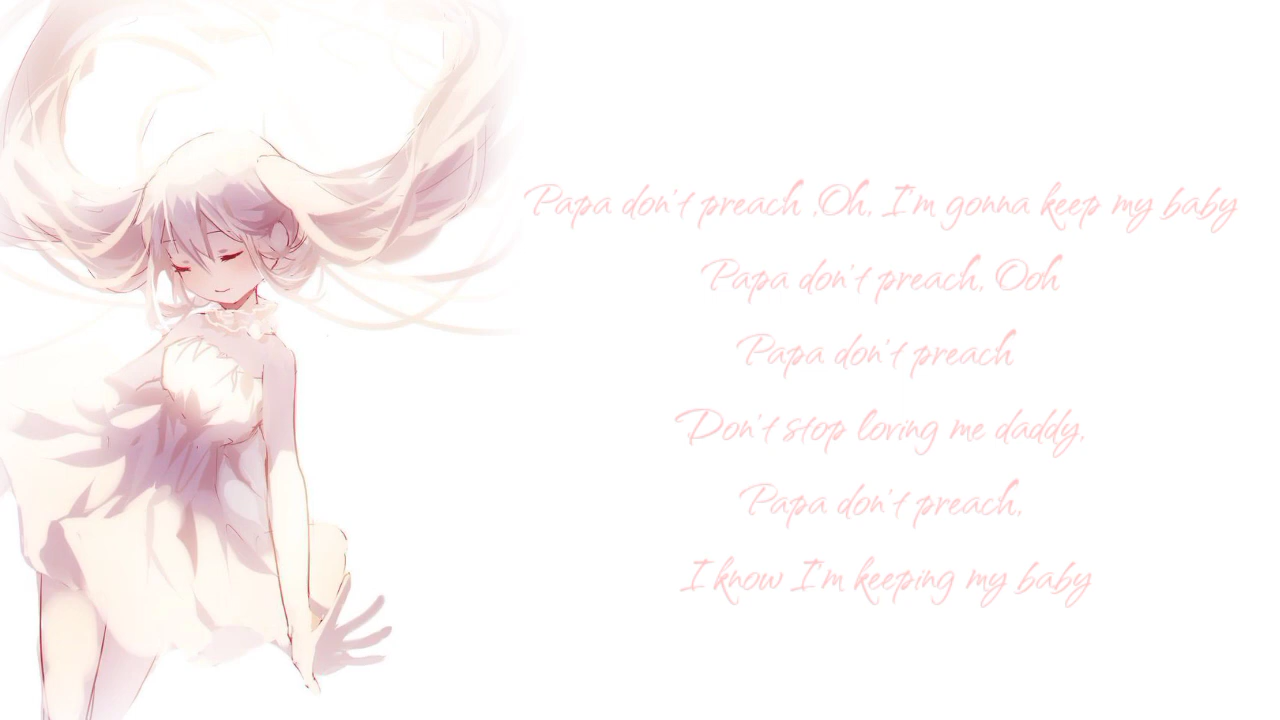 Papa don't preach ,Oh, I'm gonna keep my baby
Papa don't preach, Ooh
Papa don't preach
Don't stop loving me daddy,
Papa don't preach,
I know I'm keeping my baby